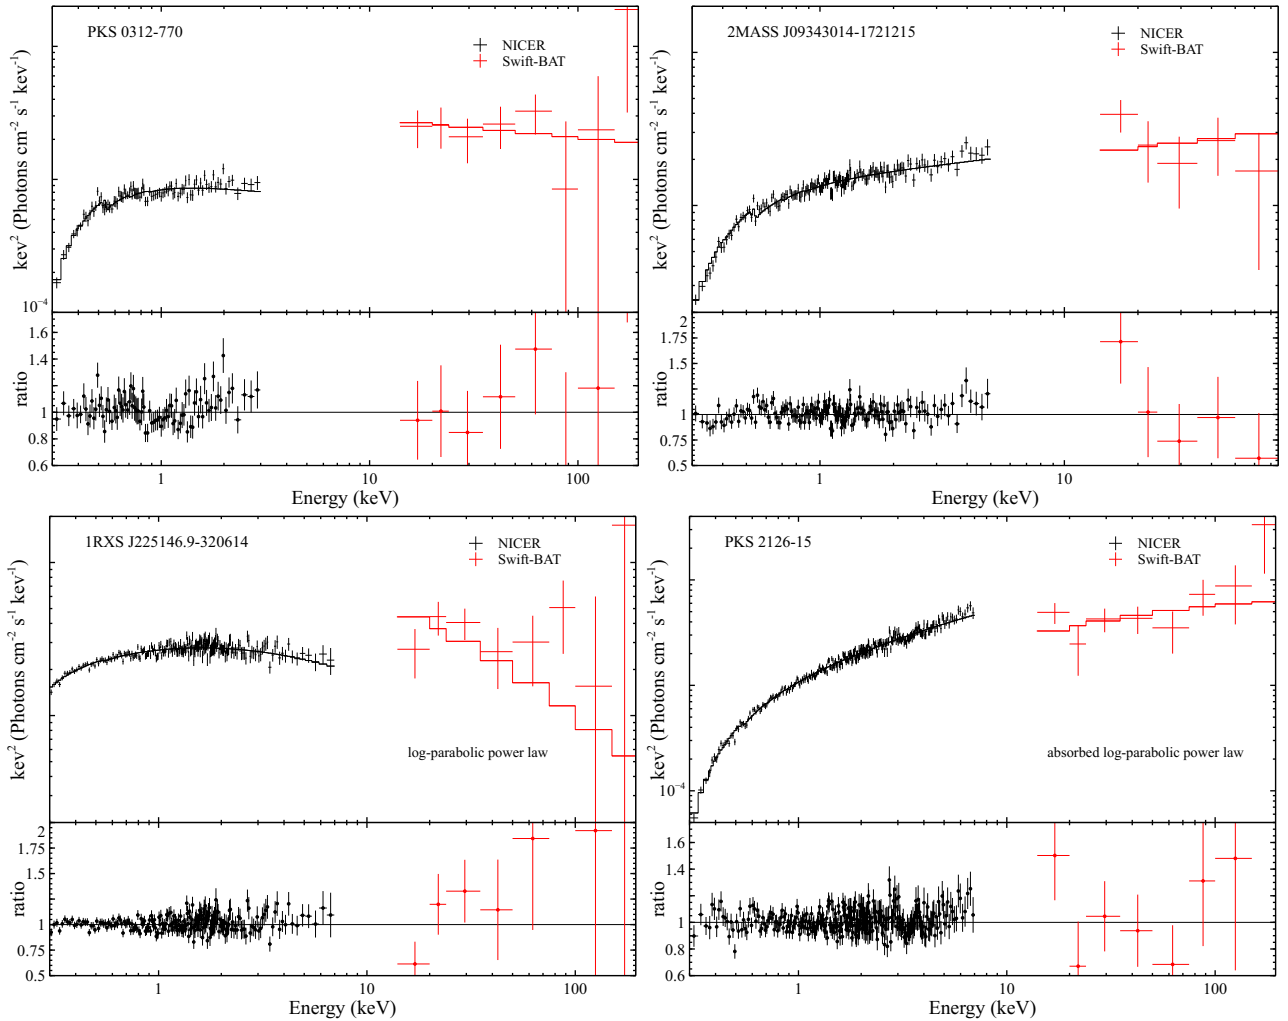 PKS 0312-770
NICER
Swift-BAT
kev² (Photons cm⁻² s⁻¹ kev⁻¹)
10⁻⁴
ratio
1.6
1.4
1
0.8
0.6
1
10
100
Energy (keV)
2MASS J09343014-1721215
NICER
Swift-BAT
kev² (Photons cm⁻² s⁻¹ kev⁻¹)
ratio
2
1.75
1.5
1
0.75
0.5
1
10
Energy (keV)
1RXS J225146.9-320614
NICER
Swift-BAT
kev² (Photons cm⁻² s⁻¹ kev⁻¹)
log-parabolic power law
ratio
2
1.75
1
0.75
0.5
1
10
100
Energy (keV)
PKS 2126-15
NICER
Swift-BAT
kev² (Photons cm⁻² s⁻¹ kev⁻¹)
absorbed log-parabolic power law
10⁻⁴
ratio
1.6
1.4
1
0.8
0.6
1
10
100
Energy (keV)